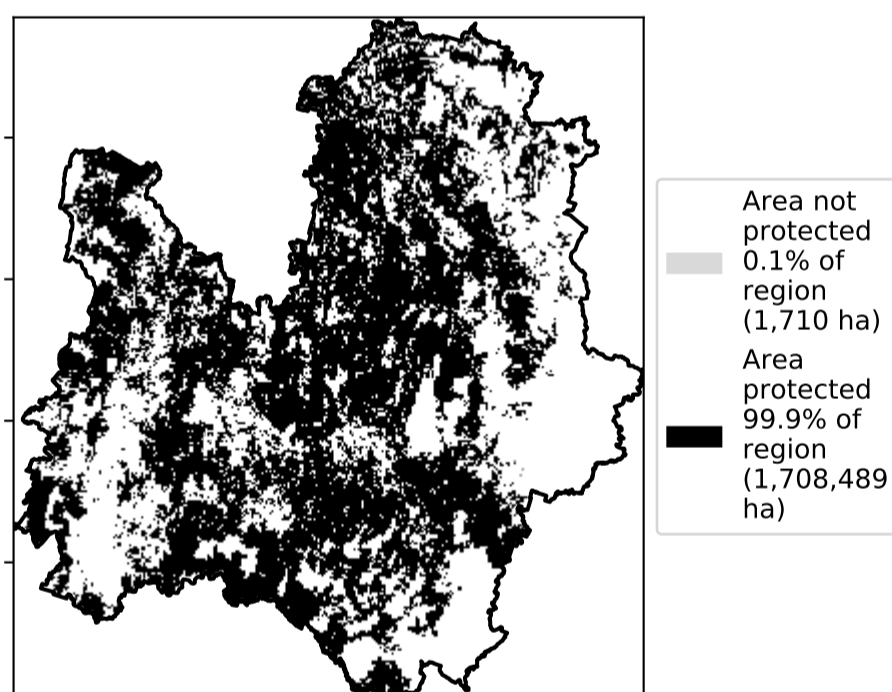 Area not
protected
0.1% of
region
(1,710 ha)
Area
protected
99.9% of
region
(1,708,489
ha)